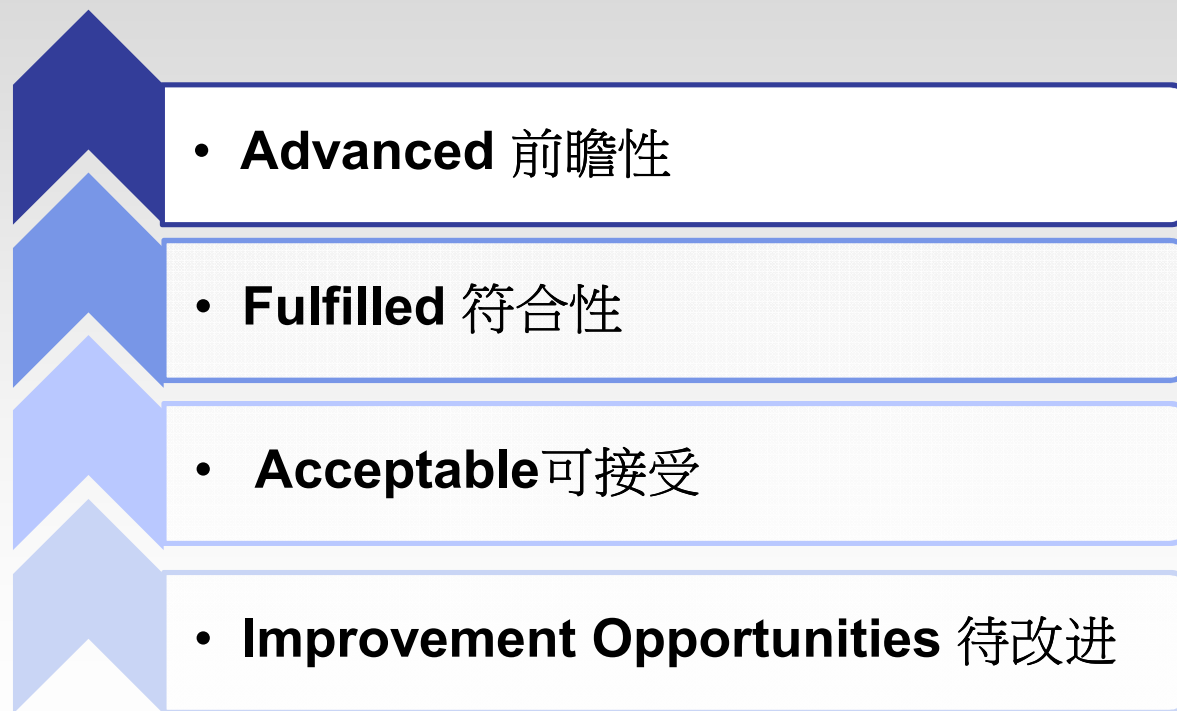 • Advanced 前瞻性
• Fulfilled 符合性
• Acceptable可接受
• Improvement Opportunities 待改进